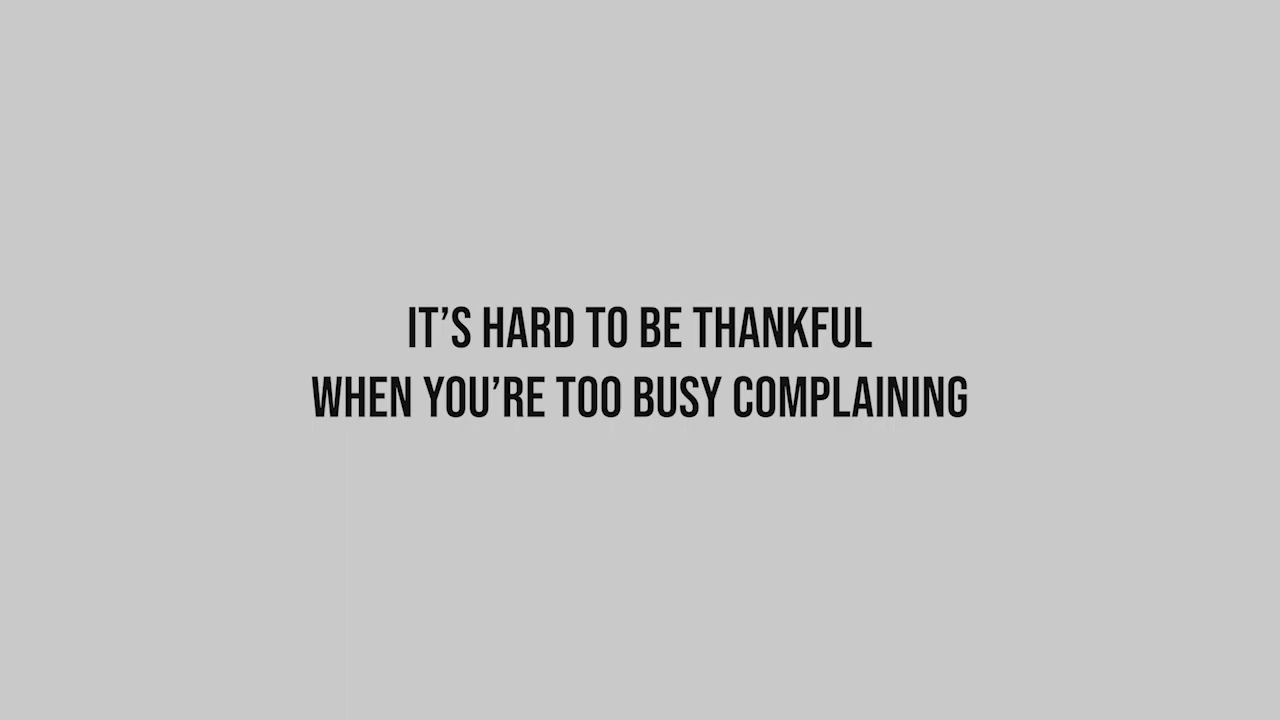 IT’S HARD TO BE THANKFUL
WHEN YOU’RE TOO BUSY COMPLAINING